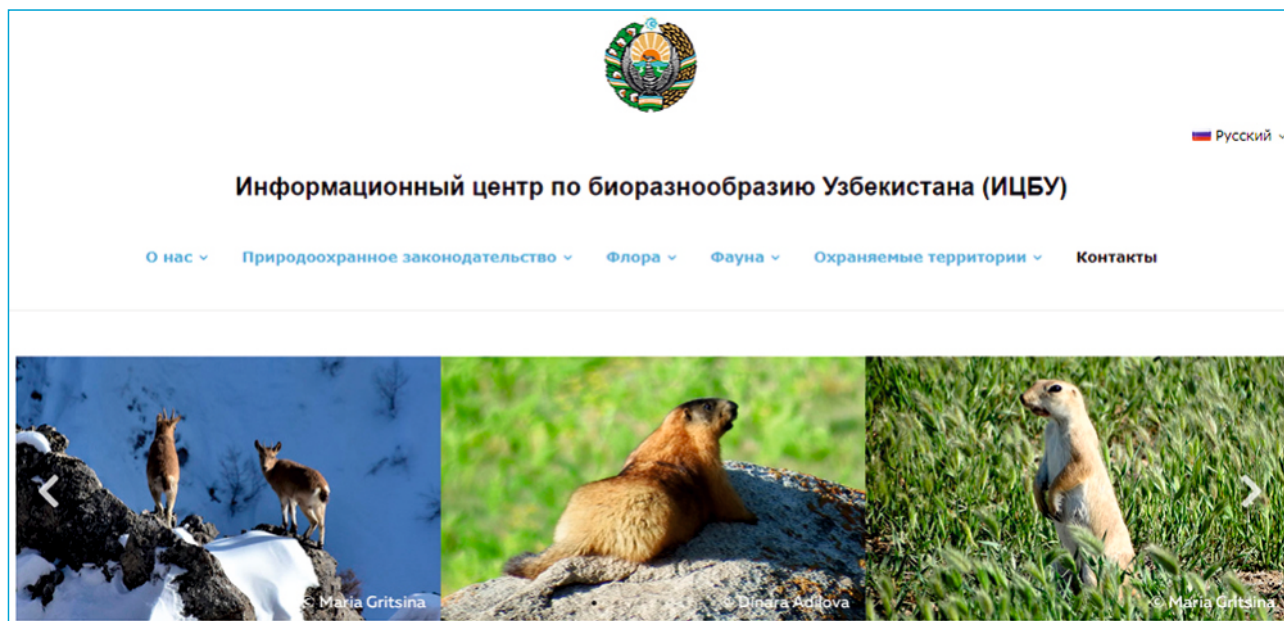 Русский
Информационный центр по биоразнообразию Узбекистана (ИЦБУ)
О нас Природоохранное законодательство Флора Фауна Охраняемые территории Контакты
© Maria Gritsina © Dinara Adilova © Maria Gritsina